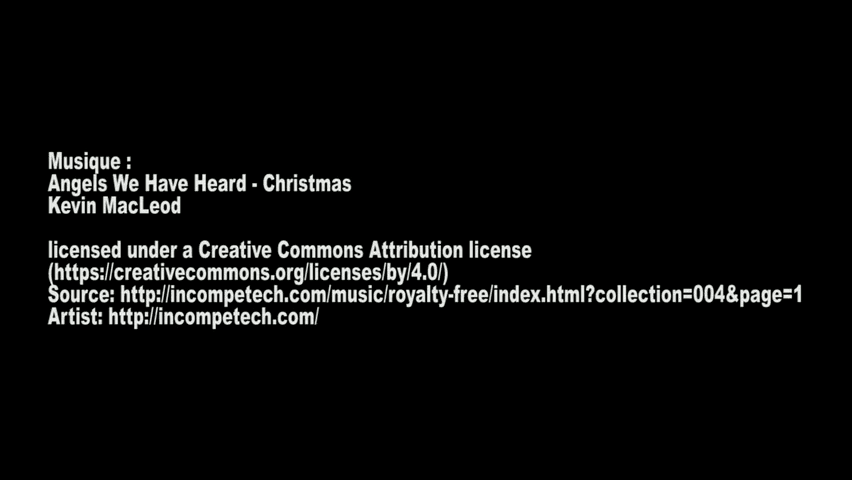 Musique :
Angels We Have Heard - Christmas
Kevin MacLeod
licensed under a Creative Commons Attribution license
(https://creativecommons.org/licenses/by/4.0/)
Source: http://incompetech.com/music/royalty-free/index.html?collection=004&page=1
Artist: http://incompetech.com/